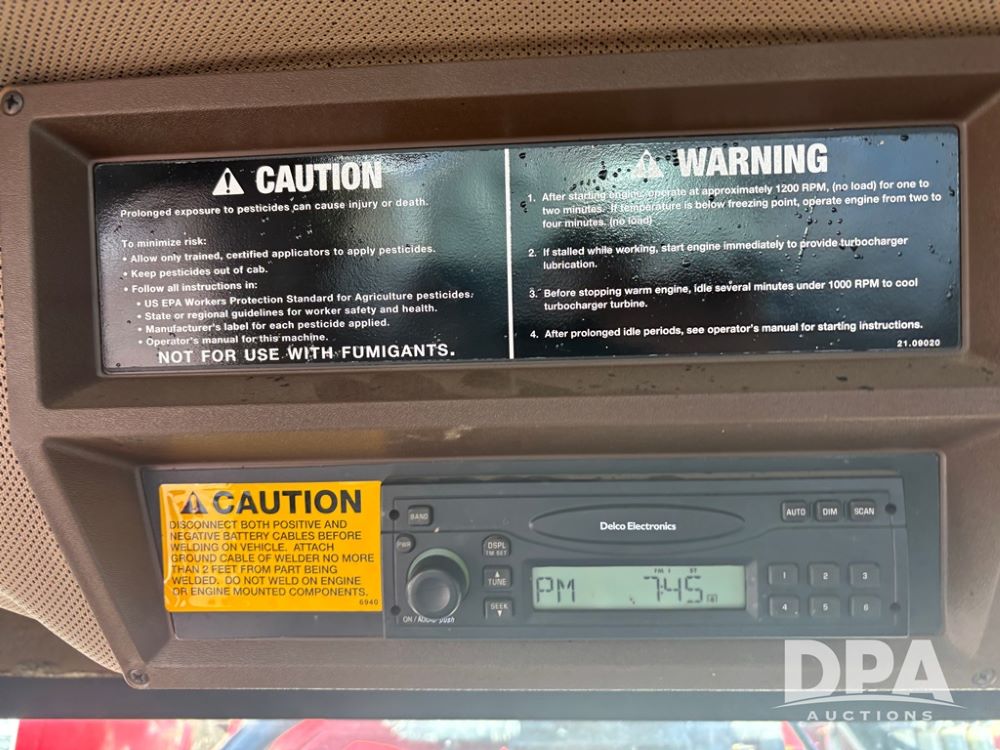 CAUTION
Prolonged exposure to pesticides can cause injury or death.
To minimize risk:
• Allow only trained, certified applicators to apply pesticides.
• Keep pesticides out of cab.
• Follow all instructions in:
• US EPA Workers Protection Standard for Agriculture pesticides.
• State or regional guidelines for worker safety and health.
• Manufacturer's label for each pesticide applied.
• Operator's manual for this machine.
NOT FOR USE WITH FUMIGANTS.
WARNING
1. After starting engine, operate at approximately 1200 RPM, (no load) for one to
two minutes. If temperature is below freezing point, operate engine from two to
four minutes. (no load)
2. If stalled while working, start engine immediately to provide turbocharger
lubrication.
3. Before stopping warm engine, idle several minutes under 1000 RPM to cool
turbocharger turbine.
4. After prolonged idle periods, see operator's manual for starting instructions.
21.09020
CAUTION
DISCONNECT BOTH POSITIVE AND
NEGATIVE BATTERY CABLES BEFORE
WELDING ON VEHICLE. ATTACH
GROUND CABLE OF WELDER NO MORE
THAN 2 FEET FROM PART BEING
WELDED. DO NOT WELD ON ENGINE
OR ENGINE MOUNTED COMPONENTS.
6940
BAND
Delco Electronics
AUTO DIM SCAN
PWR
DSPL
TM SET
TUNE
SEEK
PM 7:45
1 2 3
4 5 6
DPA
AUCTIONS